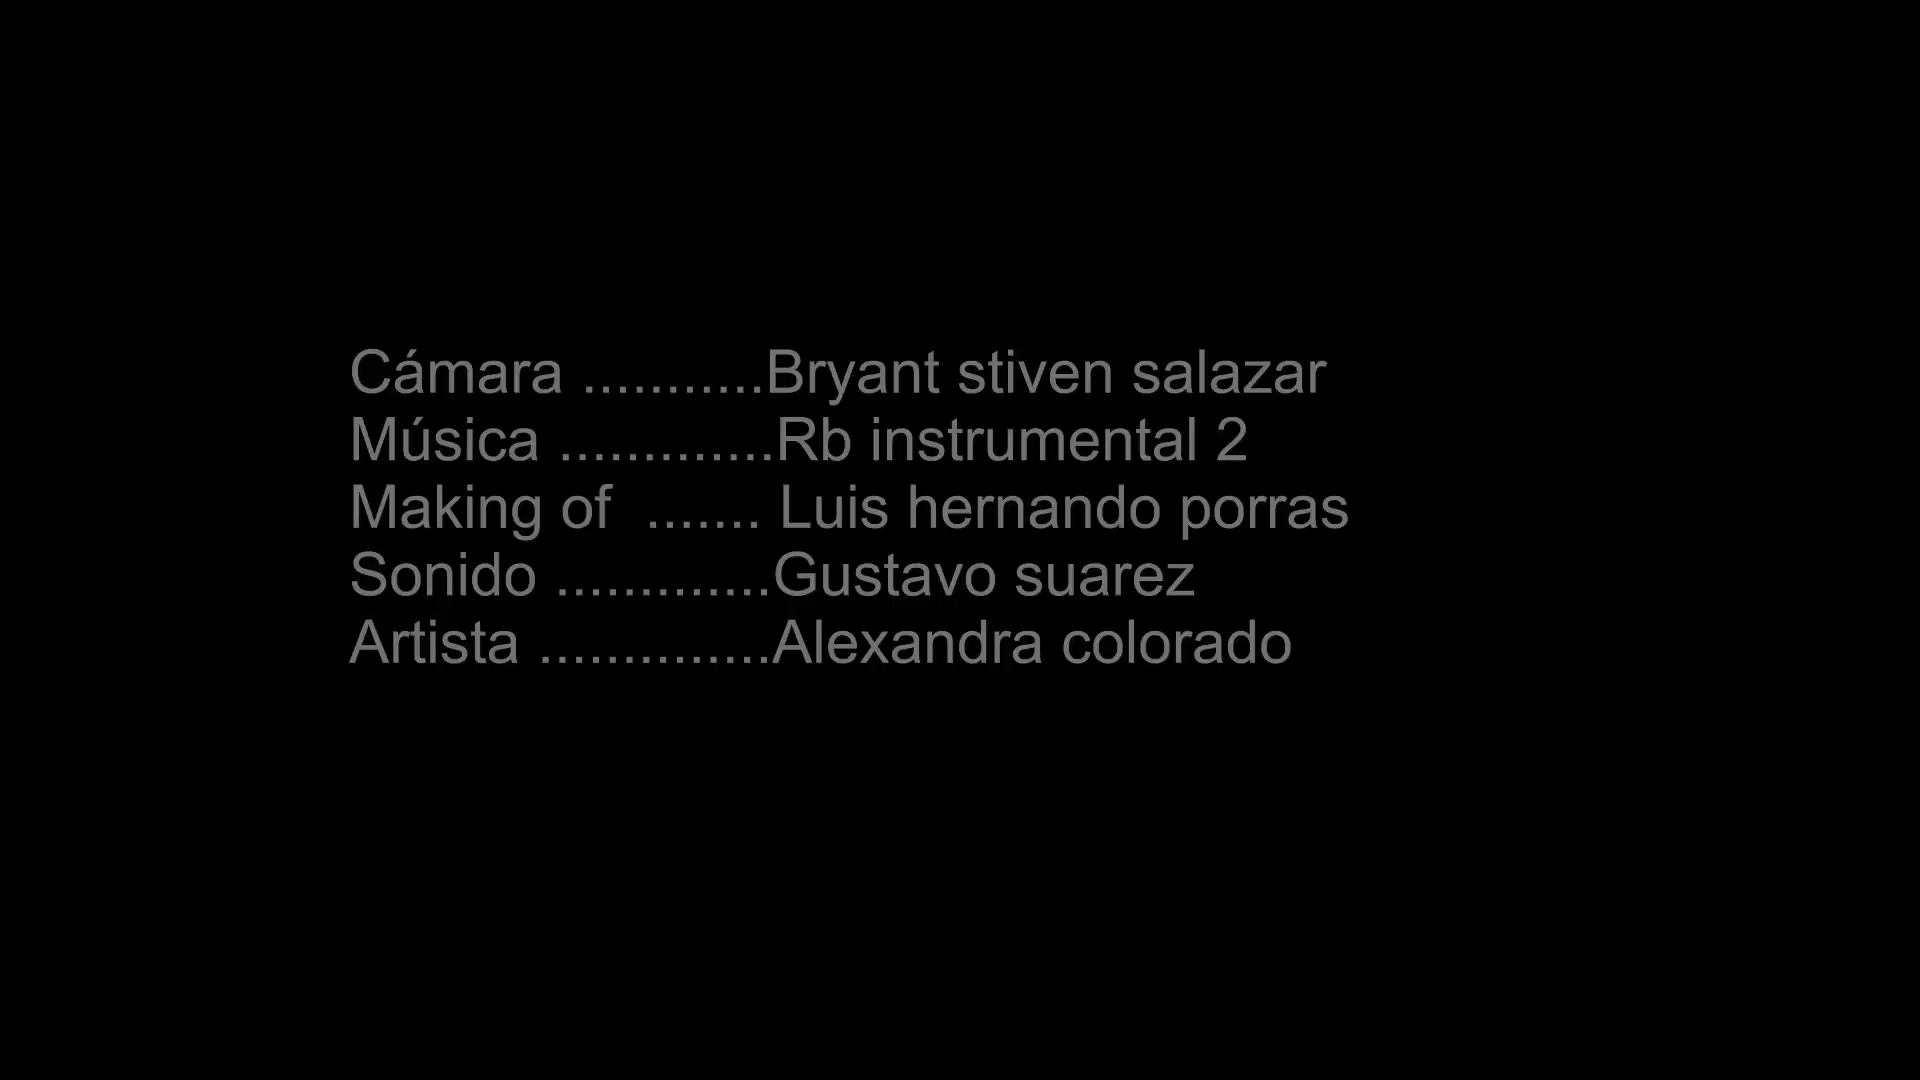 Cámara ...........Bryant stiven salazar
Música .............Rb instrumental 2
Making of  ....... Luis hernando porras
Sonido .............Gustavo suarez
Artista ..............Alexandra colorado